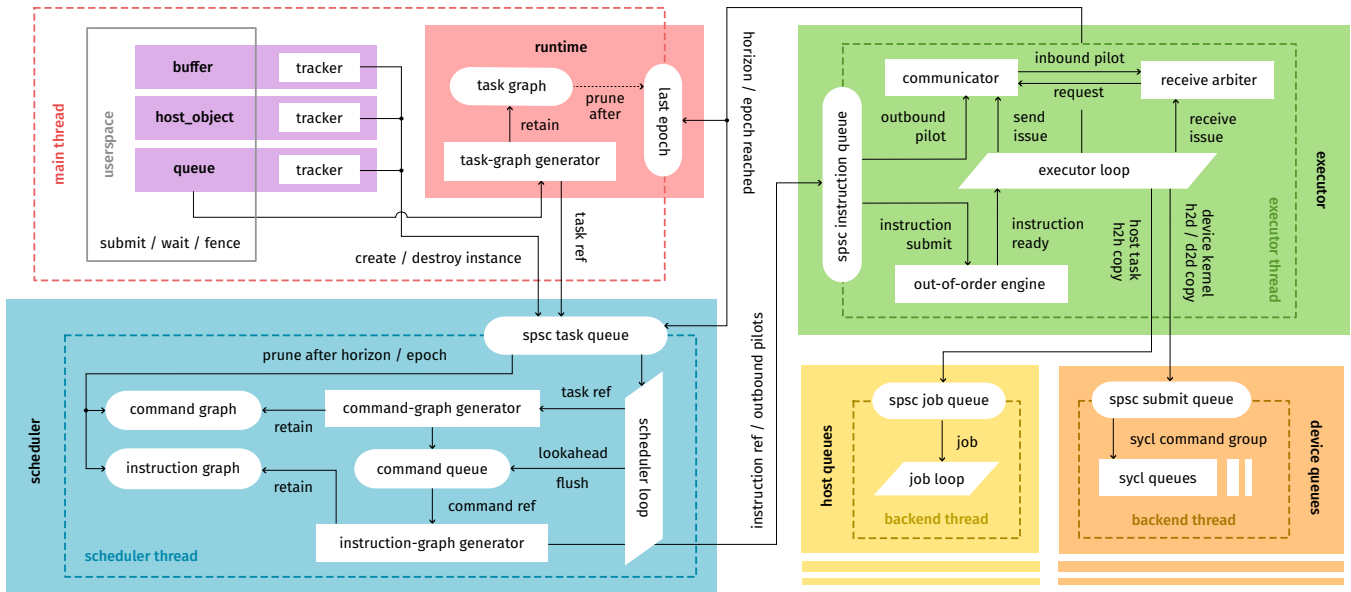 main thread
userspace
buffer
tracker
host_object
tracker
queue
tracker
submit / wait / fence
create / destroy instance
runtime
task graph
prune
after
retain
task-graph generator
last epoch
task ref
horizon / epoch reached
executor
executor thread
spsc instruction queue
communicator
inbound pilot
request
receive arbiter
outbound
pilot
send
issue
receive
issue
executor loop
instruction
submit
instruction
ready
out-of-order engine
host task
h2h copy
device kernel
h2d / d2d copy
scheduler
scheduler thread
spsc task queue
prune after horizon / epoch
command graph
retain
command-graph generator
task ref
instruction graph
retain
command queue
lookahead
flush
command ref
instruction-graph generator
scheduler loop
instruction ref / outbound pilots
host queues
spsc job queue
job
job loop
backend thread
device queues
spsc submit queue
sycl command group
sycl queues
backend thread